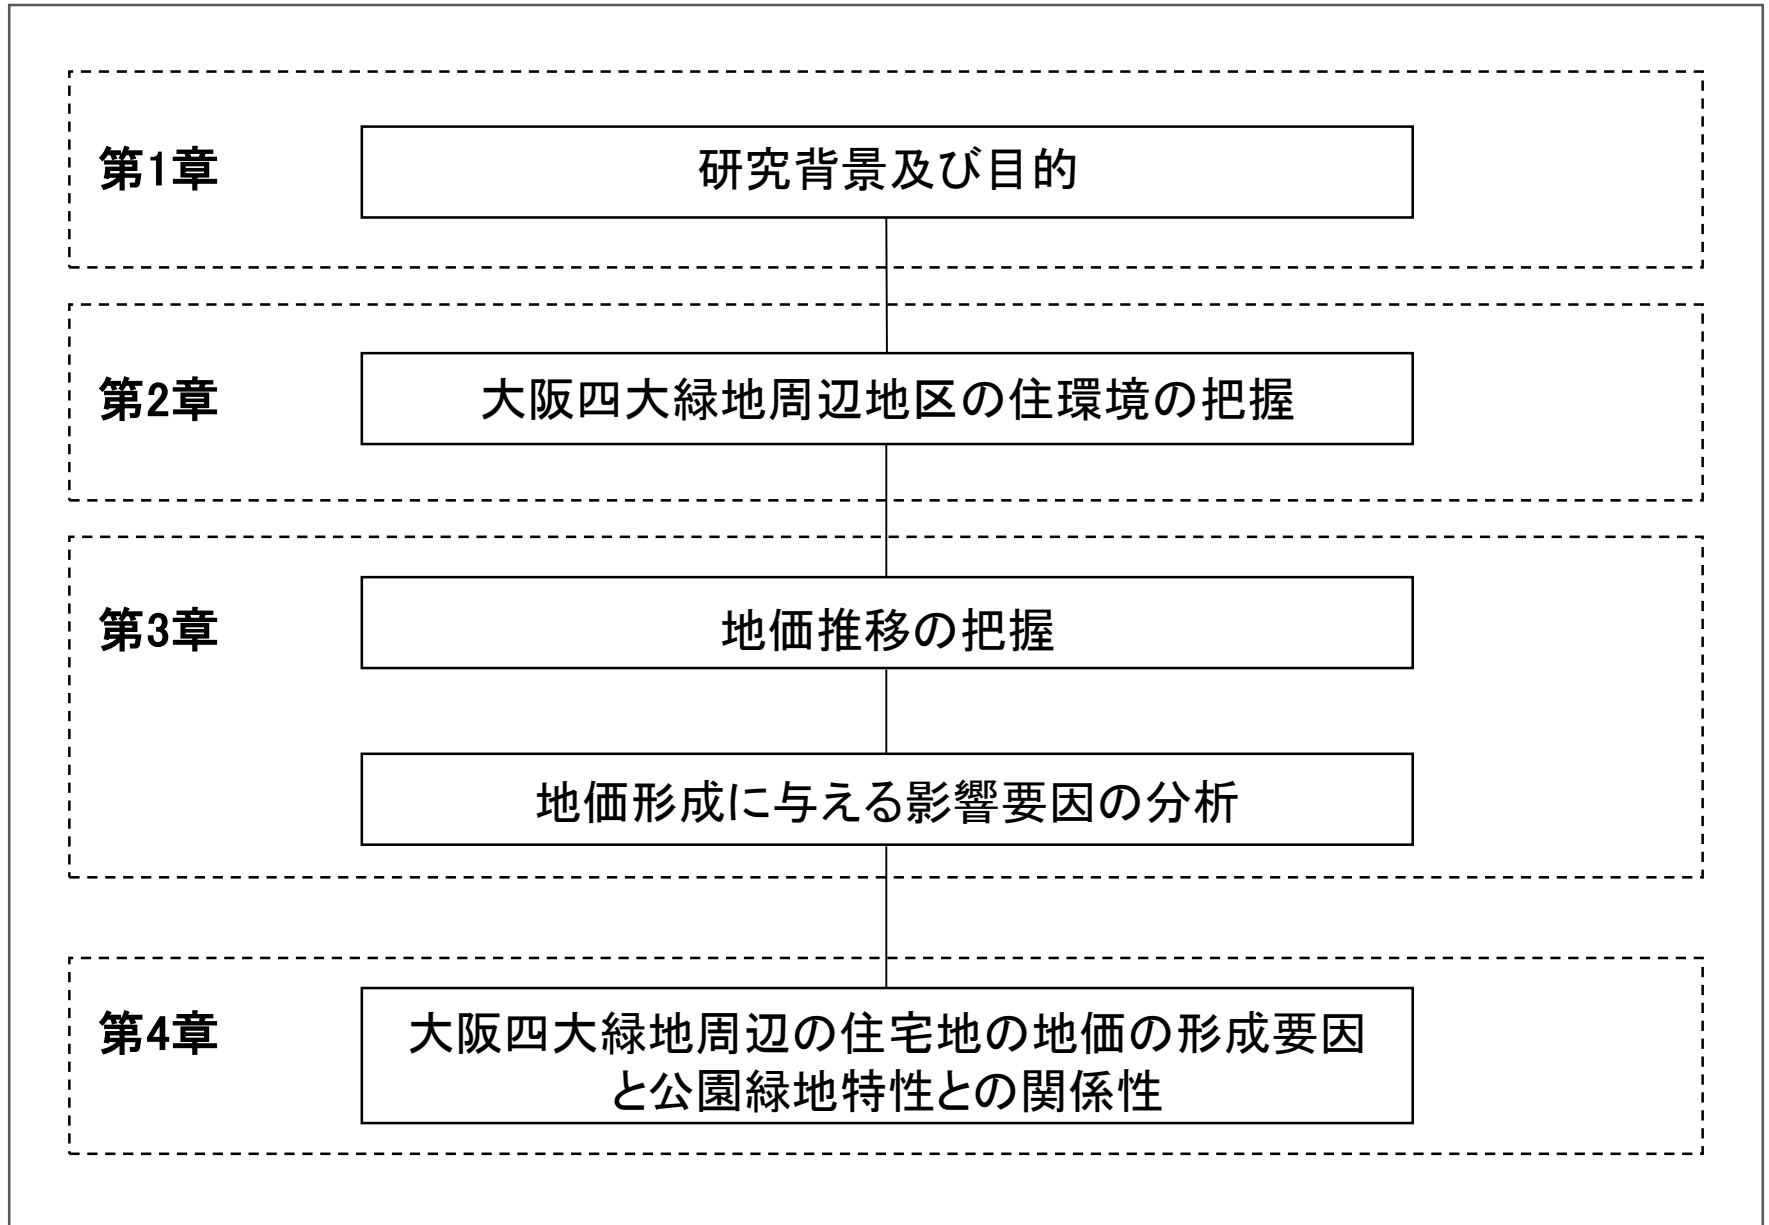 第1章
研究背景及び目的
第2章
大阪四大緑地周辺地区の住環境の把握
第3章
地価推移の把握
地価形成に与える影響要因の分析
第4章
大阪四大緑地周辺の住宅地の地価の形成要因
と公園緑地特性との関係性